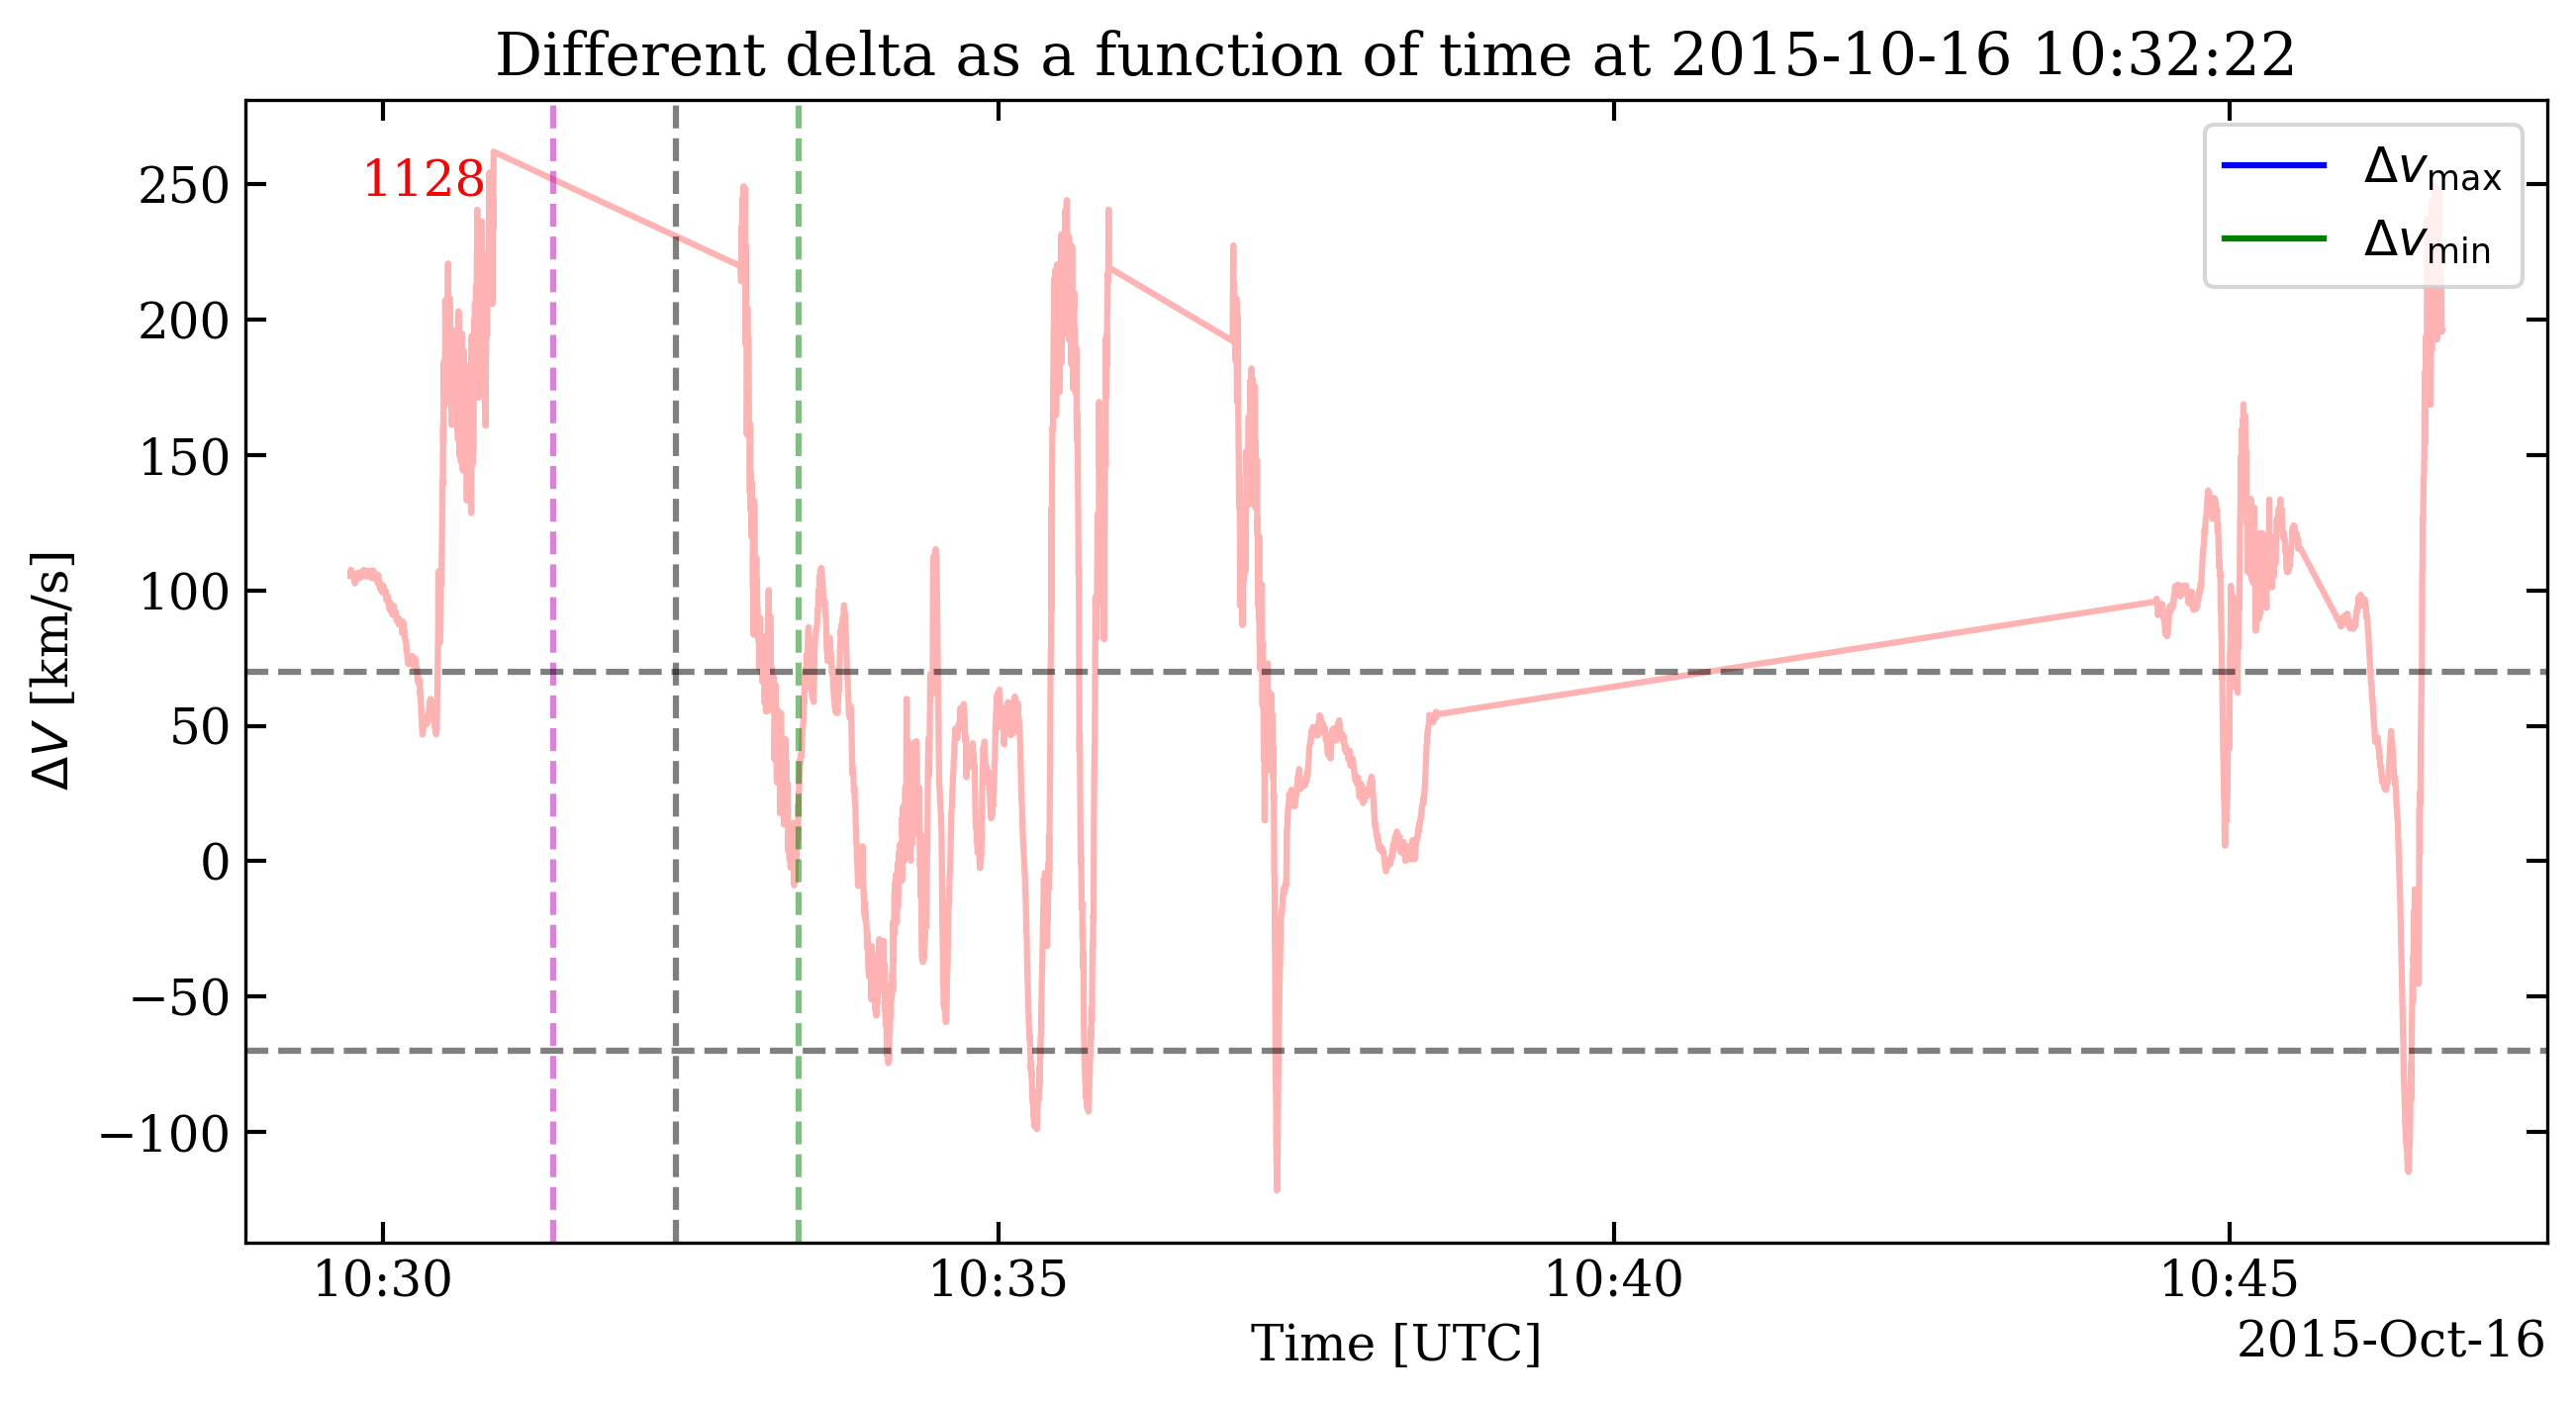 Different delta as a function of time at 2015-10-16 10:32:22
1128
Δv_max
Δv_min
250
200
150
100
50
0
−50
−100
ΔV [km/s]
10:30 10:35 10:40 10:45
Time [UTC]
2015-Oct-16